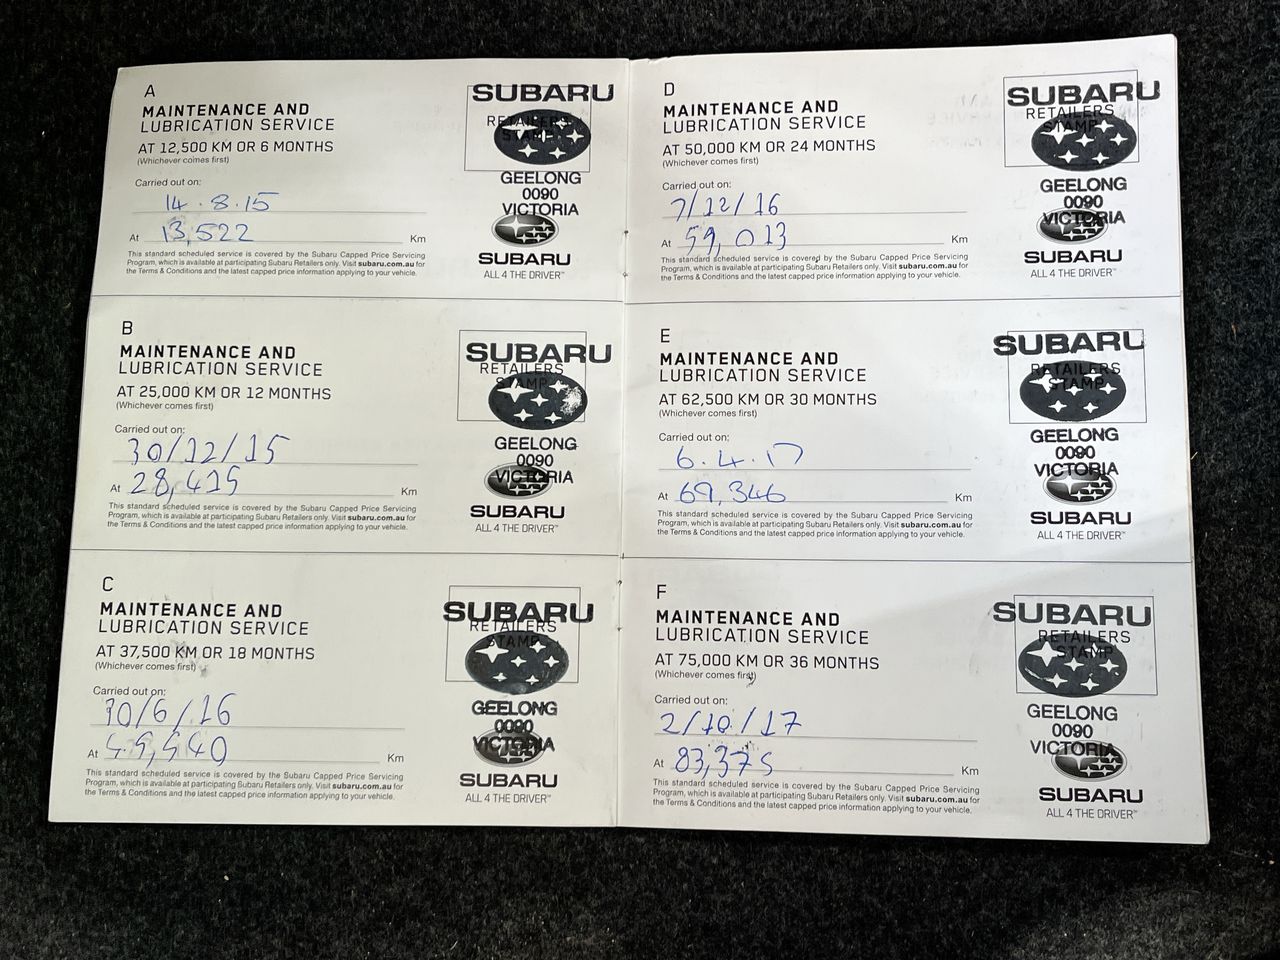 A
MAINTENANCE AND
LUBRICATION SERVICE
AT 12,500 KM OR 6 MONTHS
(Whichever comes first)
Carried out on:
14.8.15
At 13,522 Km
This standard scheduled service is covered by the Subaru Capped Price Servicing
Program, which is available at participating Subaru Retailers only. Visit subaru.com.au for
the Terms & Conditions and the latest capped price information applying to your vehicle.
SUBARU
RETAILERS
STAMP
GEELONG
0090
VICTORIA
SUBARU
ALL 4 THE DRIVER™
B
MAINTENANCE AND
LUBRICATION SERVICE
AT 25,000 KM OR 12 MONTHS
(Whichever comes first)
Carried out on:
30/12/15
At 28,415 Km
This standard scheduled service is covered by the Subaru Capped Price Servicing
Program, which is available at participating Subaru Retailers only. Visit subaru.com.au for
the Terms & Conditions and the latest capped price information applying to your vehicle.
SUBARU
RETAILERS
STAMP
GEELONG
0090
VICTORIA
SUBARU
ALL 4 THE DRIVER™
C
MAINTENANCE AND
LUBRICATION SERVICE
AT 37,500 KM OR 18 MONTHS
(Whichever comes first)
Carried out on:
10/6/16
At Km
This standard scheduled service is covered by the Subaru Capped Price Servicing
Program, which is available at participating Subaru Retailers only. Visit subaru.com.au for
the Terms & Conditions and the latest capped price information applying to your vehicle.
SUBARU
RETAILERS
STAMP
GEELONG
0090
VICTORIA
SUBARU
ALL 4 THE DRIVER™
D
MAINTENANCE AND
LUBRICATION SERVICE
AT 50,000 KM OR 24 MONTHS
(Whichever comes first)
Carried out on:
7/12/16
At 59,013 Km
This standard scheduled service is covered by the Subaru Capped Price Servicing
Program, which is available at participating Subaru Retailers only. Visit subaru.com.au for
the Terms & Conditions and the latest capped price information applying to your vehicle.
SUBARU
RETAILERS
STAMP
GEELONG
0090
VICTORIA
SUBARU
ALL 4 THE DRIVER™
E
MAINTENANCE AND
LUBRICATION SERVICE
AT 62,500 KM OR 30 MONTHS
(Whichever comes first)
Carried out on:
6.4.17
At 69,346 Km
This standard scheduled service is covered by the Subaru Capped Price Servicing
Program, which is available at participating Subaru Retailers only. Visit subaru.com.au for
the Terms & Conditions and the latest capped price information applying to your vehicle.
SUBARU
RETAILERS
STAMP
GEELONG
0090
VICTORIA
SUBARU
ALL 4 THE DRIVER™
F
MAINTENANCE AND
LUBRICATION SERVICE
AT 75,000 KM OR 36 MONTHS
(Whichever comes first)
Carried out on:
2/10/17
At 83,375 Km
This standard scheduled service is covered by the Subaru Capped Price Servicing
Program, which is available at participating Subaru Retailers only. Visit subaru.com.au for
the Terms & Conditions and the latest capped price information applying to your vehicle.
SUBARU
RETAILERS
STAMP
GEELONG
0090
VICTORIA
SUBARU
ALL 4 THE DRIVER™